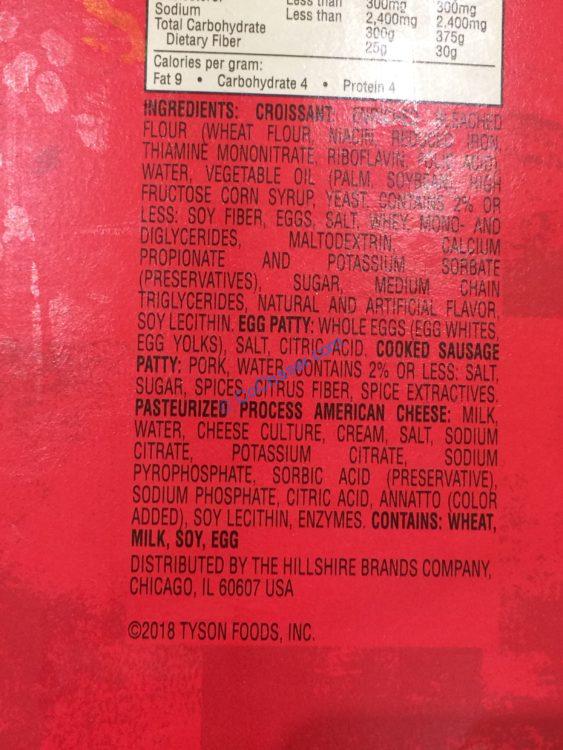 Less than 300mg 300mg
Sodium Less than 2,400mg 2,400mg
Total Carbohydrate 300g 375g
Dietary Fiber 25g 30g
Calories per gram:
Fat 9 • Carbohydrate 4 • Protein 4
INGREDIENTS: CROISSANT: BLEACHED
FLOUR (WHEAT FLOUR, NIACIN, REDUCED IRON,
THIAMINE MONONITRATE, RIBOFLAVIN, FOLIC ACID),
WATER, VEGETABLE OIL (PALM, SOYBEAN), HIGH
FRUCTOSE CORN SYRUP, YEAST. CONTAINS 2% OR
LESS: SOY FIBER, EGGS, SALT, WHEY, MONO- AND
DIGLYCERIDES, MALTODEXTRIN, CALCIUM
PROPIONATE AND POTASSIUM SORBATE
(PRESERVATIVES), SUGAR, MEDIUM CHAIN
TRIGLYCERIDES, NATURAL AND ARTIFICIAL FLAVOR,
SOY LECITHIN. EGG PATTY: WHOLE EGGS (EGG WHITES,
EGG YOLKS), SALT, CITRIC ACID. COOKED SAUSAGE
PATTY: PORK, WATER, CONTAINS 2% OR LESS: SALT,
SUGAR, SPICES, CITRUS FIBER, SPICE EXTRACTIVES.
PASTEURIZED PROCESS AMERICAN CHEESE: MILK,
WATER, CHEESE CULTURE, CREAM, SALT, SODIUM
CITRATE, POTASSIUM CITRATE, SODIUM
PYROPHOSPHATE, SORBIC ACID (PRESERVATIVE),
SODIUM PHOSPHATE, CITRIC ACID, ANNATTO (COLOR
ADDED), SOY LECITHIN, ENZYMES. CONTAINS: WHEAT,
MILK, SOY, EGG
DISTRIBUTED BY THE HILLSHIRE BRANDS COMPANY,
CHICAGO, IL 60607 USA
©2018 TYSON FOODS, INC.